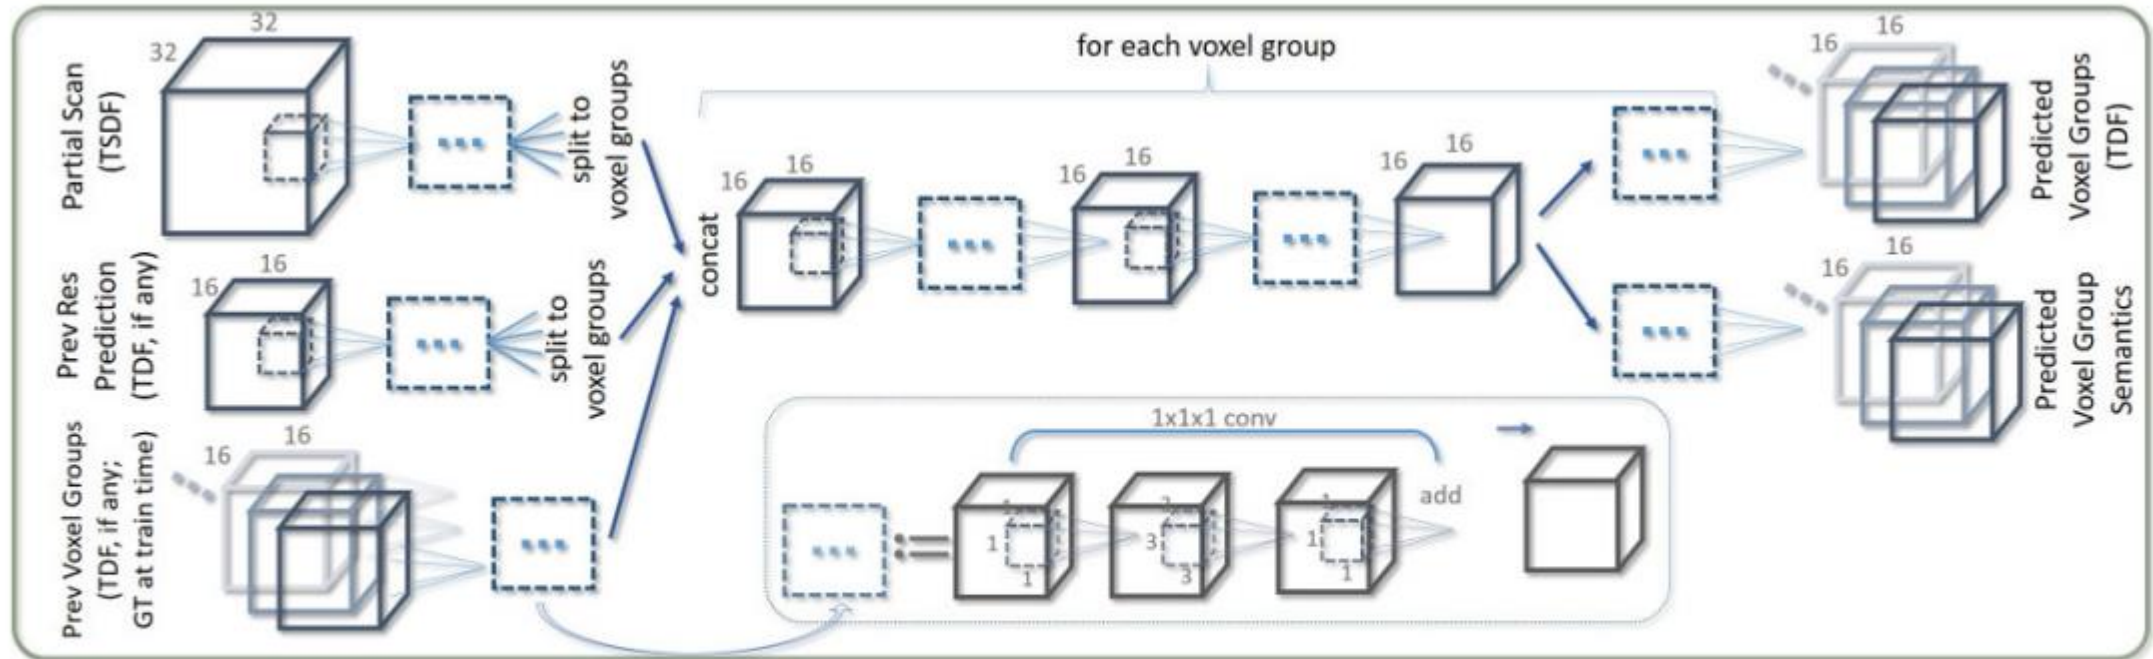 32
32
Partial Scan
(TSDF)
split to
voxel groups
16
16
Prev Res
Prediction
(TDF, if any)
split to
voxel groups
16
16
Prev Voxel Groups
(TDF, if any;
GT at train time)
concat
for each voxel group
16
16
16
16
16
16
16
16
Predicted
Voxel Groups
(TDF)
16
16
Predicted
Voxel Group
Semantics
1x1x1 conv
1
1
1
3
3
3
1
1
1
add